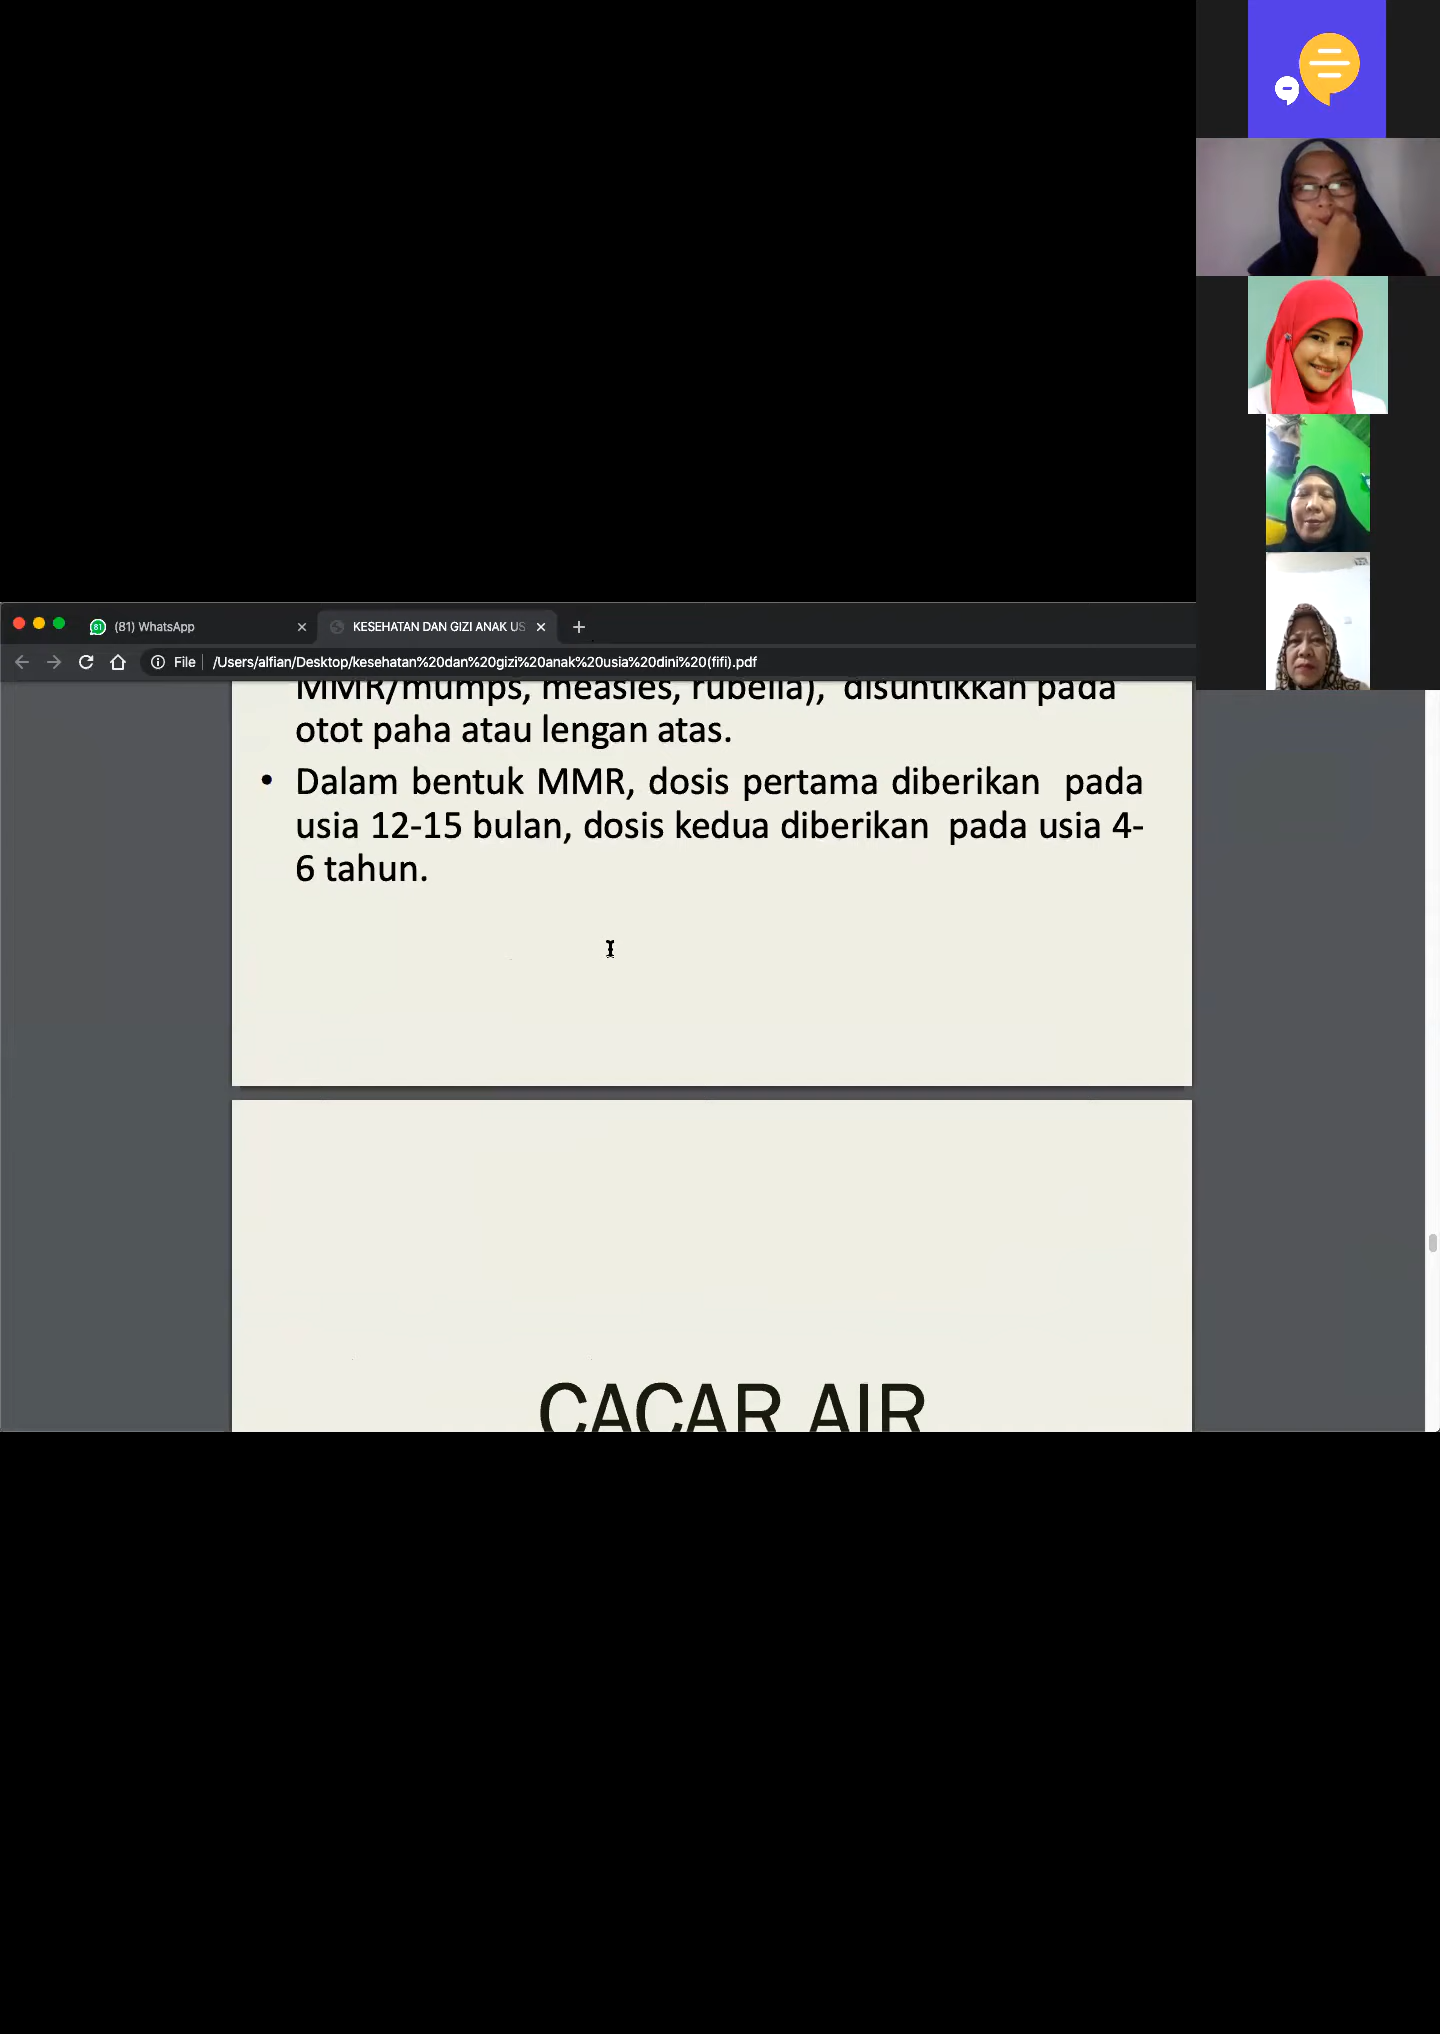 (81) WhatsApp
KESEHATAN DAN GIZI ANAK US
File
/Users/alfian/Desktop/kesehatan%20dan%20gizi%20anak%20usia%20dini%20(fifi).pdf
MMR/mumps, measles, rubella), disuntikkan pada
otot paha atau lengan atas.
• Dalam bentuk MMR, dosis pertama diberikan pada
usia 12-15 bulan, dosis kedua diberikan pada usia 4-
6 tahun.
CACAR AIR